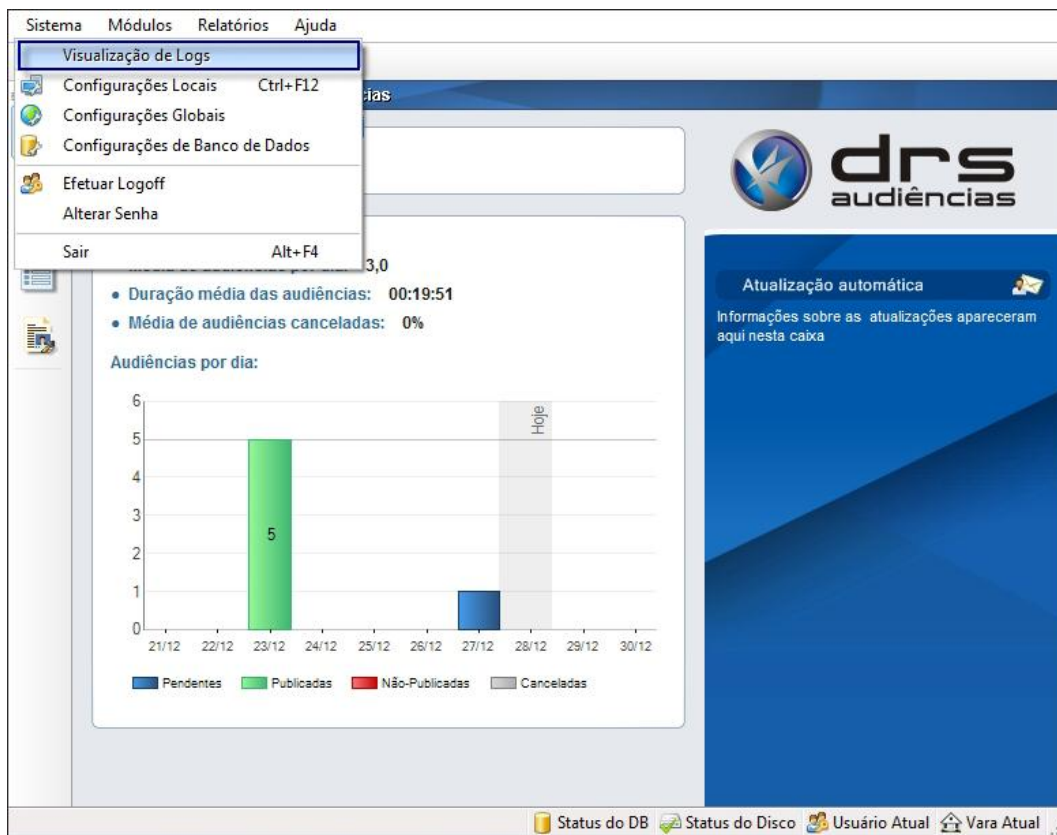 Sistema Módulos Relatórios Ajuda
Visualização de Logs
Configurações Locais Ctrl+F12
Configurações Globais
Configurações de Banco de Dados
Efetuar Logoff
Alterar Senha
Sair Alt+F4
drs
audiências
3,0
• Duração média das audiências: 00:19:51
• Média de audiências canceladas: 0%
Audiências por dia:
6
5
4
3
2
1
0
Hoje
5
21/12 22/12 23/12 24/12 25/12 26/12 27/12 28/12 29/12 30/12
Pendentes Publicadas Não-Publicadas Canceladas
Atualização automática
Informações sobre as atualizações apareceram
aqui nesta caixa
Status do DB Status do Disco Usuário Atual Vara Atual